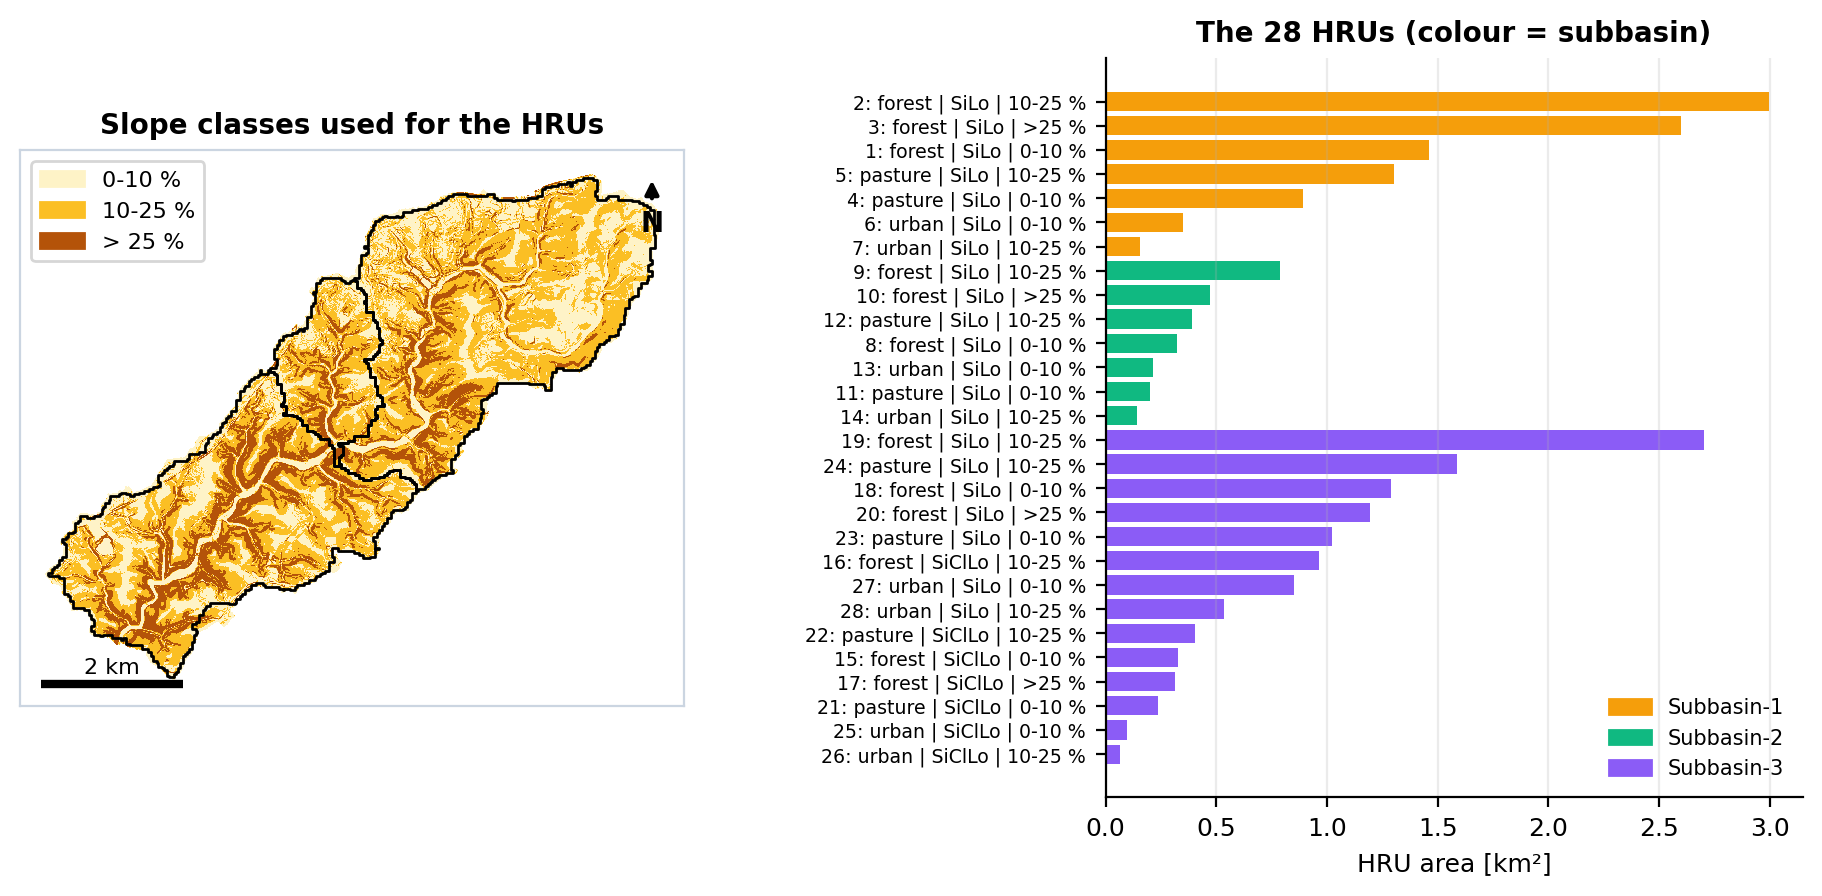 Slope classes used for the HRUs
0-10 %
10-25 %
> 25 %
N
2 km
The 28 HRUs (colour = subbasin)
2: forest | SiLo | 10-25 %
3: forest | SiLo | >25 %
1: forest | SiLo | 0-10 %
5: pasture | SiLo | 10-25 %
4: pasture | SiLo | 0-10 %
6: urban | SiLo | 0-10 %
7: urban | SiLo | 10-25 %
9: forest | SiLo | 10-25 %
10: forest | SiLo | >25 %
12: pasture | SiLo | 10-25 %
8: forest | SiLo | 0-10 %
13: urban | SiLo | 0-10 %
11: pasture | SiLo | 0-10 %
14: urban | SiLo | 10-25 %
19: forest | SiLo | 10-25 %
24: pasture | SiLo | 10-25 %
18: forest | SiLo | 0-10 %
20: forest | SiLo | >25 %
23: pasture | SiLo | 0-10 %
16: forest | SiClLo | 10-25 %
27: urban | SiLo | 0-10 %
28: urban | SiLo | 10-25 %
22: pasture | SiClLo | 10-25 %
15: forest | SiClLo | 0-10 %
17: forest | SiClLo | >25 %
21: pasture | SiClLo | 0-10 %
25: urban | SiClLo | 0-10 %
26: urban | SiClLo | 10-25 %
Subbasin-1
Subbasin-2
Subbasin-3
0.0 0.5 1.0 1.5 2.0 2.5 3.0
HRU area [km²]